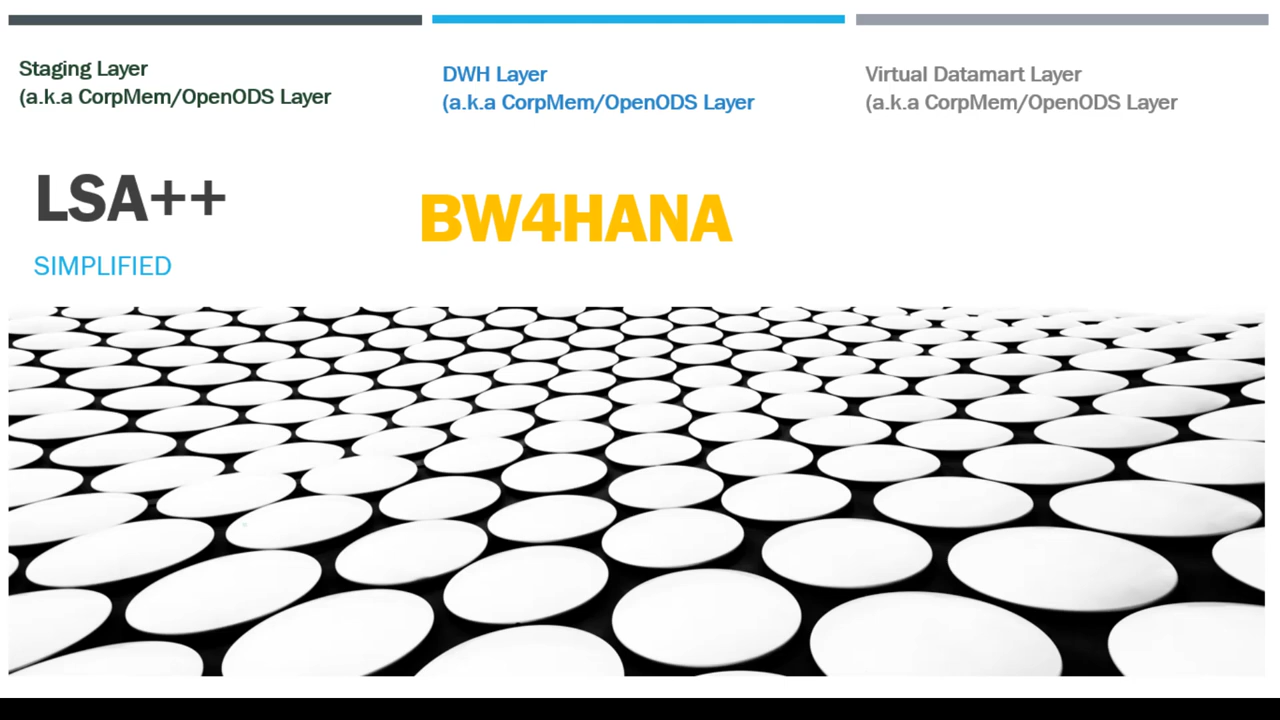 Staging Layer
(a.k.a CorpMem/OpenODS Layer
DWH Layer
(a.k.a CorpMem/OpenODS Layer
Virtual Datamart Layer
(a.k.a CorpMem/OpenODS Layer
LSA++
BW4HANA
SIMPLIFIED